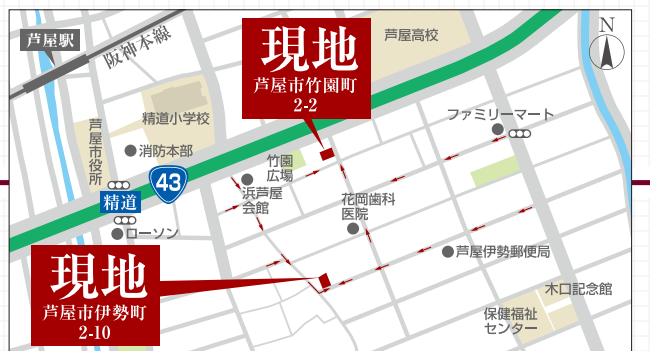 芦屋駅
阪神本線
現地
芦屋市竹園町
2-2
芦屋高校
N
精道小学校
芦屋市役所
消防本部
ファミリーマート
竹園
広場
43
精道
浜芦屋
会館
花岡歯科
医院
ローソン
現地
芦屋市伊勢町
2-10
芦屋伊勢郵便局
木口記念館
保健福祉
センター